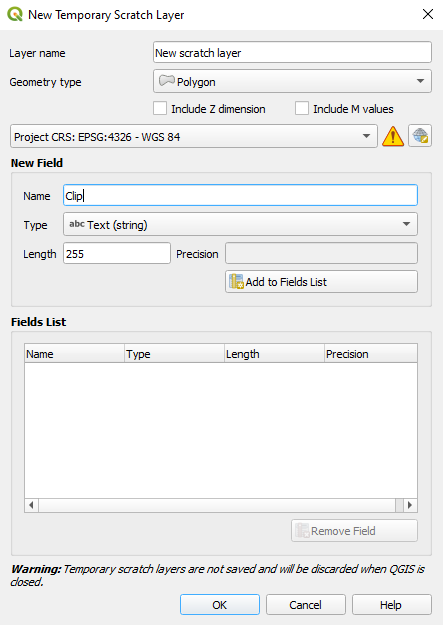 New Temporary Scratch Layer
Layer name New scratch layer
Geometry type Polygon
Include Z dimension Include M values
Project CRS: EPSG:4326 - WGS 84
New Field
Name Clip
Type abc Text (string)
Length 255 Precision
Add to Fields List
Fields List
Name Type Length Precision
Remove Field
Warning: Temporary scratch layers are not saved and will be discarded when QGIS is
closed.
OK Cancel Help